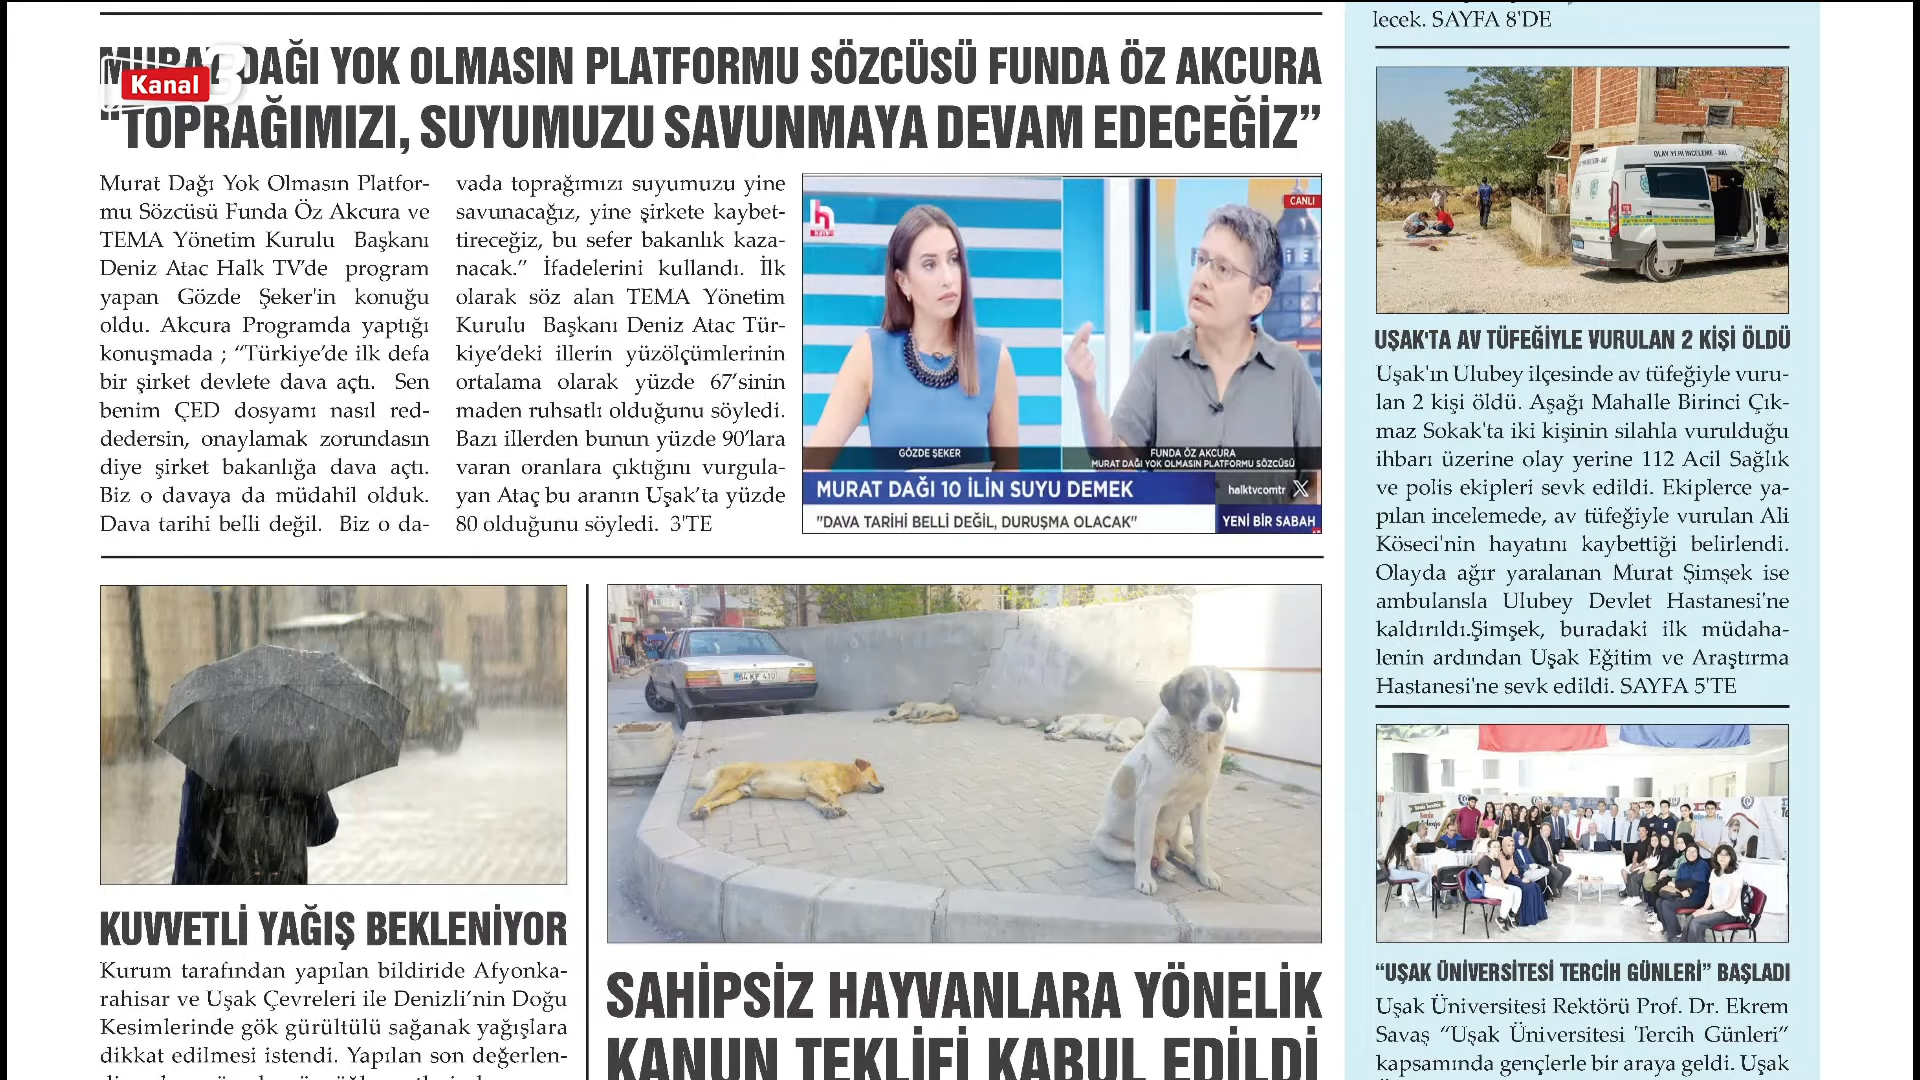 MURAT DAĞI YOK OLMASIN PLATFORMU SÖZCÜSÜ FUNDA ÖZ AKCURA
Kanal 3
“TOPRAĞIMIZI, SUYUMUZU SAVUNMAYA DEVAM EDECEĞİZ”
Murat Dağı Yok Olmasın Platfor-
mu Sözcüsü Funda Öz Akcura ve
TEMA Yönetim Kurulu Başkanı
Deniz Atac Halk TV’de program
yapan Gözde Şeker'in konuğu
oldu. Akcura Programda yaptığı
konuşmada ; “Türkiye’de ilk defa
bir şirket devlete dava açtı. Sen
benim ÇED dosyamı nasıl red-
dedersin, onaylamak zorundasın
diye şirket bakanlığa dava açtı.
Biz o davaya da müdahil olduk.
Dava tarihi belli değil. Biz o da-
vada toprağımızı suyumuzu yine
savunacağız, yine şirkete kaybet-
tireceğiz, bu sefer bakanlık kaza-
nacak.” İfadelerini kullandı. İlk
olarak söz alan TEMA Yönetim
Kurulu Başkanı Deniz Atac Tür-
kiye’deki illerin yüzölçümlerinin
ortalama olarak yüzde 67’sinin
maden ruhsatlı olduğunu söyledi.
Bazı illerden bunun yüzde 90’lara
varan oranlara çıktığını vurgula-
yan Ataç bu aranın Uşak’ta yüzde
80 olduğunu söyledi. 3'TE
CANLI
GÖZDE ŞEKER
FUNDA ÖZ AKCURA
MURAT DAĞI YOK OLMASIN PLATFORMU SÖZCÜSÜ
MURAT DAĞI 10 İLİN SUYU DEMEK
halktvcomtr X
"DAVA TARİHİ BELLİ DEĞİL, DURUŞMA OLACAK"
YENİ BİR SABAH
KUVVETLİ YAĞIŞ BEKLENİYOR
Kurum tarafından yapılan bildiride Afyonka-
rahisar ve Uşak Çevreleri ile Denizli’nin Doğu
Kesimlerinde gök gürültülü sağanak yağışlara
dikkat edilmesi istendi. Yapılan son değerlen-
SAHİPSİZ HAYVANLARA YÖNELİK
KANUN TEKLİFİ KABUL EDİLDİ
lecek. SAYFA 8'DE
OLAY YERİ İNCELEME
UŞAK'TA AV TÜFEĞİYLE VURULAN 2 KİŞİ ÖLDÜ
Uşak'ın Ulubey ilçesinde av tüfeğiyle vuru-
lan 2 kişi öldü. Aşağı Mahalle Birinci Çık-
maz Sokak'ta iki kişinin silahla vurulduğu
ihbarı üzerine olay yerine 112 Acil Sağlık
ve polis ekipleri sevk edildi. Ekiplerce ya-
pılan incelemede, av tüfeğiyle vurulan Ali
Köseci'nin hayatını kaybettiği belirlendi.
Olayda ağır yaralanan Murat Şimşek ise
ambulansla Ulubey Devlet Hastanesi’ne
kaldırıldı.Şimşek, buradaki ilk müdaha-
lenin ardından Uşak Eğitim ve Araştırma
Hastanesi'ne sevk edildi. SAYFA 5'TE
“UŞAK ÜNİVERSİTESİ TERCİH GÜNLERİ” BAŞLADI
Uşak Üniversitesi Rektörü Prof. Dr. Ekrem
Savaş “Uşak Üniversitesi Tercih Günleri”
kapsamında gençlerle bir araya geldi. Uşak